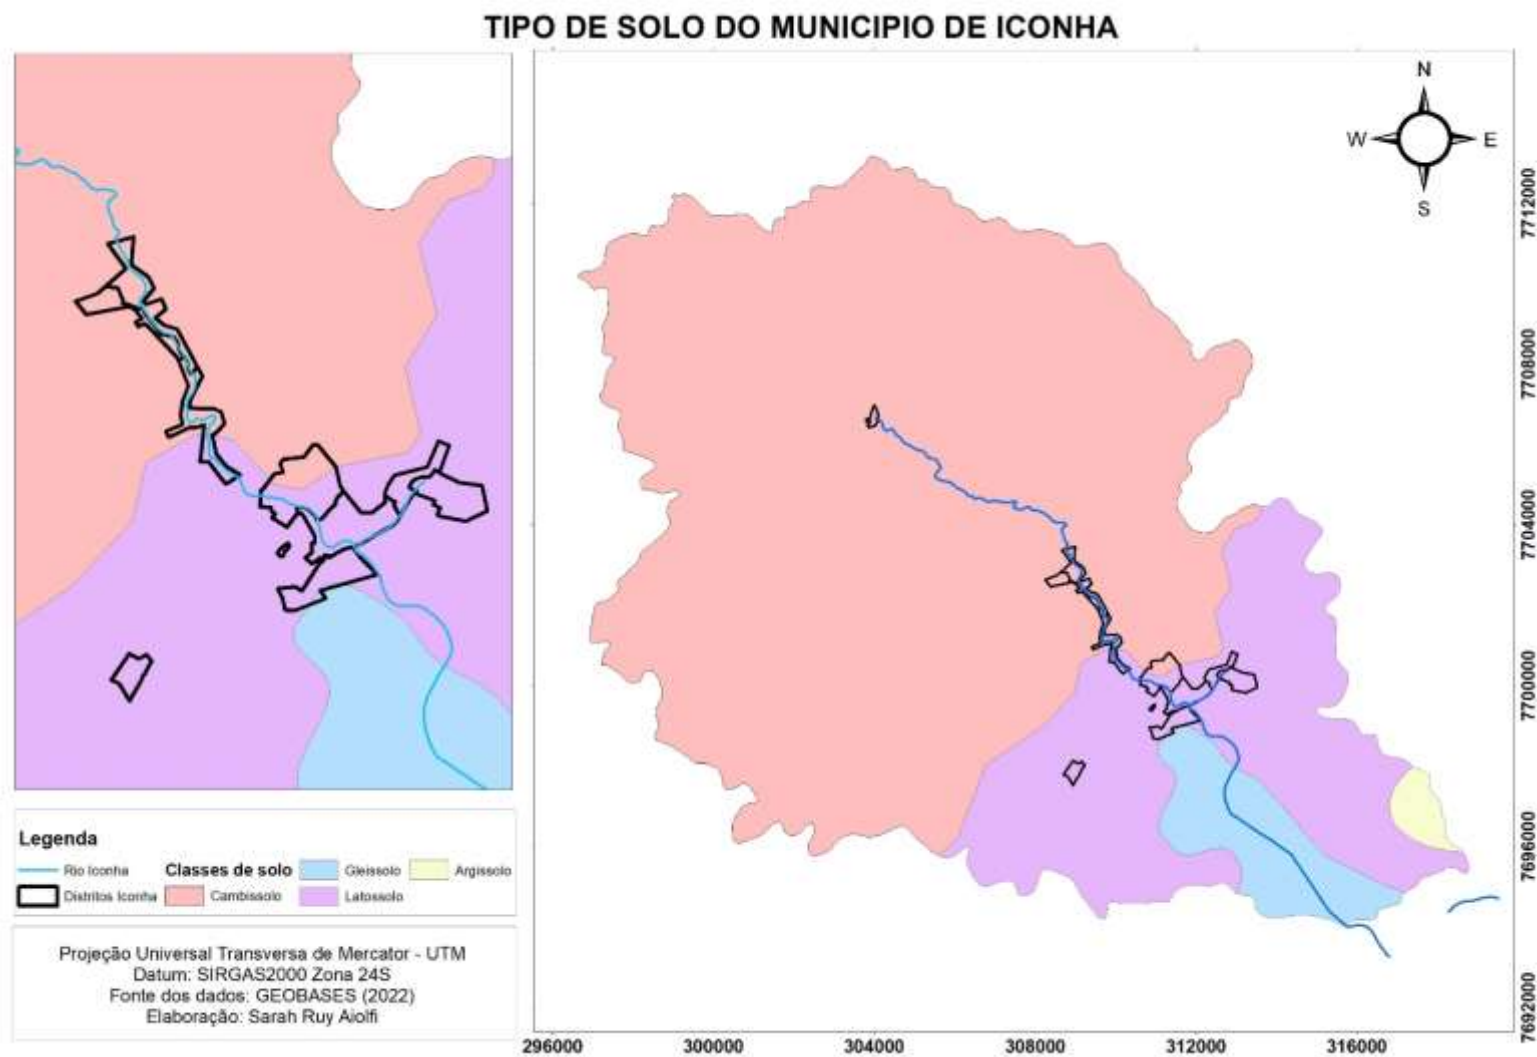 TIPO DE SOLO DO MUNICIPIO DE ICONHA
N
W
E
S
7712000
7708000
7704000
7700000
7696000
7692000
296000
300000
304000
308000
312000
316000
Legenda
Rio Iconha
Classes de solo
Gleissolo
Argissolo
Distritos Iconha
Cambissolo
Latossolo
Projeção Universal Transversa de Mercator - UTM
Datum: SIRGAS2000 Zona 24S
Fonte dos dados: GEOBASES (2022)
Elaboração: Sarah Ruy Aiolfi